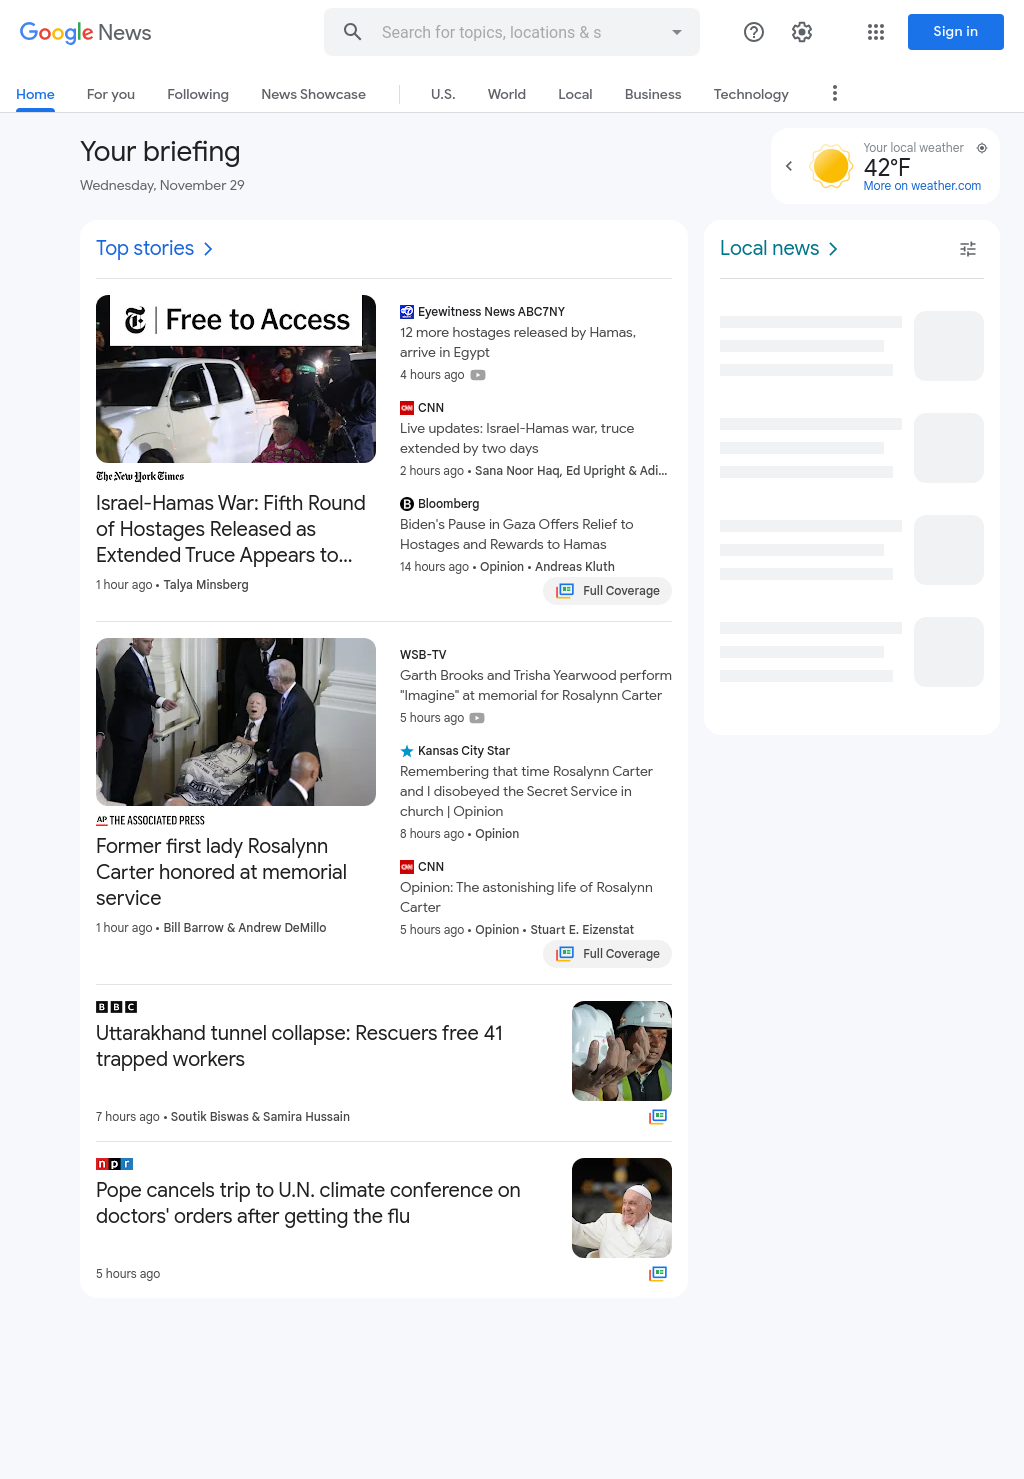 Google News
Search for topics, locations & s
Sign in
Home
For you
Following
News Showcase
U.S.
World
Local
Business
Technology
Your briefing
Wednesday, November 29
Your local weather
42°F
More on weather.com
Top stories
Free to Access
The New York Times
Israel-Hamas War: Fifth Round
of Hostages Released as
Extended Truce Appears to...
1 hour ago • Talya Minsberg
Eyewitness News ABC7NY
12 more hostages released by Hamas,
arrive in Egypt
4 hours ago
CNN
Live updates: Israel-Hamas war, truce
extended by two days
2 hours ago • Sana Noor Haq, Ed Upright & Adi...
Bloomberg
Biden's Pause in Gaza Offers Relief to
Hostages and Rewards to Hamas
14 hours ago • Opinion • Andreas Kluth
Full Coverage
AP THE ASSOCIATED PRESS
Former first lady Rosalynn
Carter honored at memorial
service
1 hour ago • Bill Barrow & Andrew DeMillo
WSB-TV
Garth Brooks and Trisha Yearwood perform
"Imagine" at memorial for Rosalynn Carter
5 hours ago
Kansas City Star
Remembering that time Rosalynn Carter
and I disobeyed the Secret Service in
church | Opinion
8 hours ago • Opinion
CNN
Opinion: The astonishing life of Rosalynn
Carter
5 hours ago • Opinion • Stuart E. Eizenstat
Full Coverage
BBC
Uttarakhand tunnel collapse: Rescuers free 41
trapped workers
7 hours ago • Soutik Biswas & Samira Hussain
npr
Pope cancels trip to U.N. climate conference on
doctors' orders after getting the flu
5 hours ago
Local news